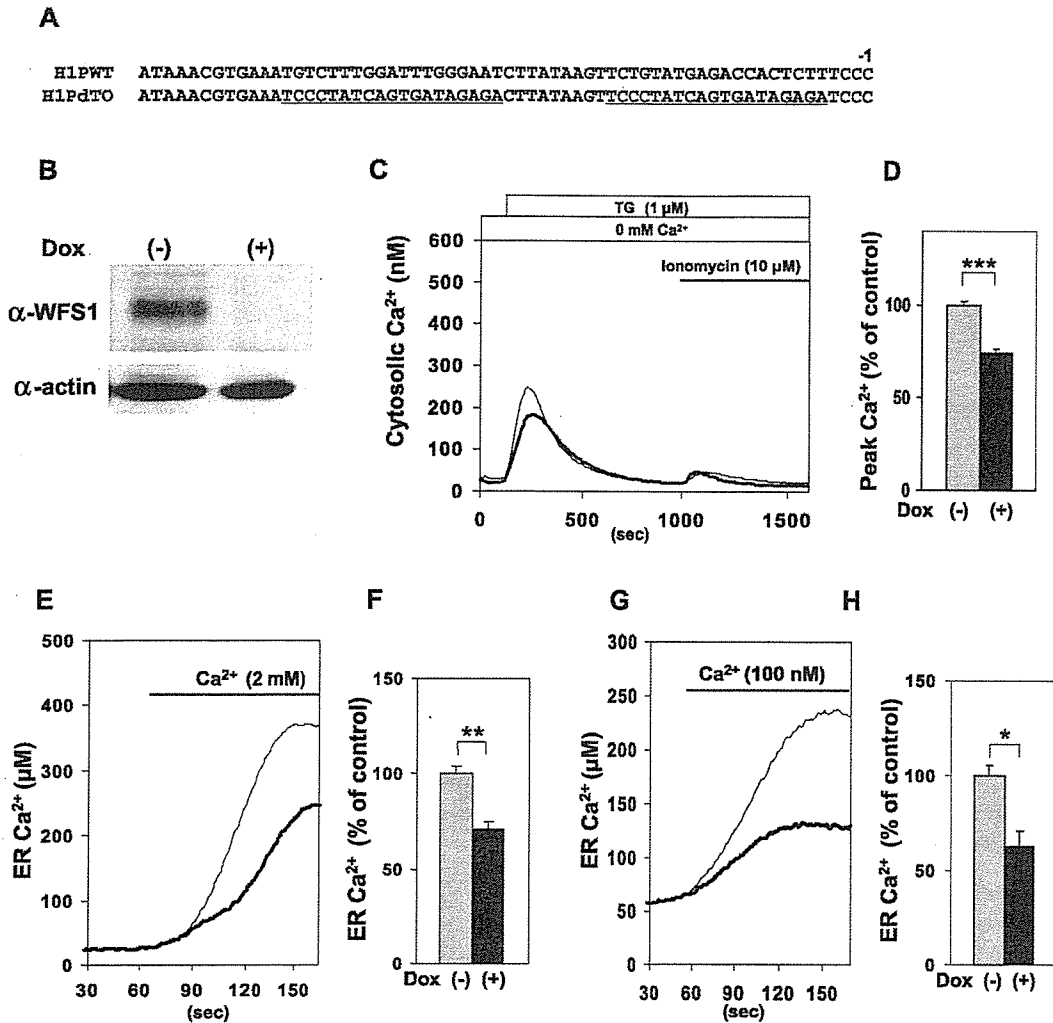 A
-1
H1PWT ATAAACGTGAAATGTCTTTGGATTTGGGAATCTTATAAGTTCTGTATGAGACCACTCTTTCCC
H1PdTO ATAAACGTGAAATCCCTATCAGTGATAGAGACTTATAAGTTCCCTATCAGTGATAGAGATCCC
B
Dox (-) (+)
α-WFS1
α-actin
C
TG (1 µM)
0 mM Ca²⁺
Ionomycin (10 µM)
Cytosolic Ca²⁺ (nM)
600
500
400
300
200
100
0
0 500 1000 1500
(sec)
D
Peak Ca²⁺ (% of control)
***
100
50
0
Dox (-) (+)
E
ER Ca²⁺ (µM)
500
400
300
200
100
0
Ca²⁺ (2 mM)
30 60 90 120 150
(sec)
F
ER Ca²⁺ (% of control)
150
100
50
0
**
Dox (-) (+)
G
ER Ca²⁺ (µM)
300
250
200
150
100
50
0
Ca²⁺ (100 nM)
30 60 90 120 150
(sec)
H
ER Ca²⁺ (% of control)
150
100
50
0
*
Dox (-) (+)